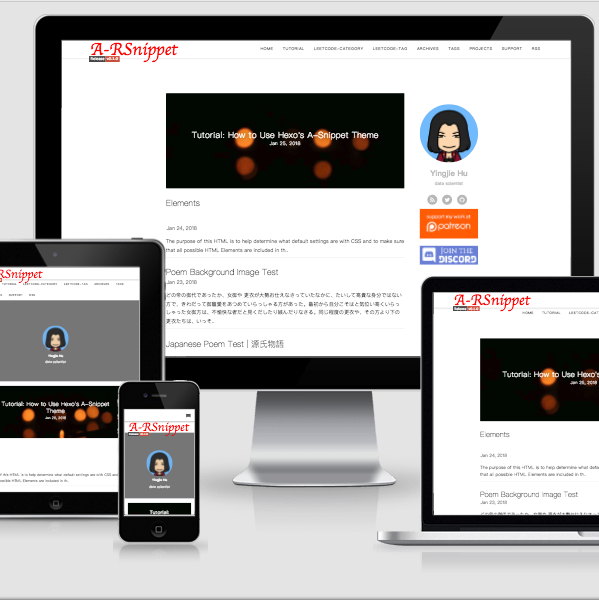 A-RSnippet
Release v0.1.0
HOME TUTORIAL LEETCODE-CATEGORY LEETCODE-TAG ARCHIVES TAGS PROJECTS SUPPORT RSS
Tutorial: How to Use Hexo's A-Snippet Theme
Jan 25, 2018
Elements
Jan 24, 2018
The purpose of this HTML is to help determine what default settings are with CSS and to make sure
that all possible HTML Elements are included in th..
Poem Background Image Test
Jan 23, 2018
どの帝の御代であったか、女御や 更衣が大勢お仕えなさっていたなかに、たいして高貴な身分ではない
方で、きわだって御寵愛をあつめていらっしゃる方があった。最初から自分こそはと気位い高くいらっ
しゃった女御方は、不愉快な者だと見くだしたり嫉んだりなさる。同じ程度の更衣や、その方より下の
更衣たちは、いっそ..
Japanese Poem Test | 源氏物語
Yingjie Hu
data scientist
support my work at
patreon
JOIN THE
DISCORD
RSnippet
TUTORIAL LEETCODE-CATEGORY LEETCODE-TAG ARCHIVES TAGS
SUPPORT RSS
Yingjie Hu
data scientist
Tutorial: How to Use Hexo's A-Snippet
Theme
Jan 25, 2018
of this HTML is to help determine what default settings are with CSS and
HTML Elements are included in th..
A-RSnippet
Yingjie Hu
data scientist
Tutorial:
A-RSnippet
Release v0.1.0
HOME TUTORIAL LEETCODE-CATEGORY
Tutorial: How to Use Hexo's
Jan 25, 20
Elements
Jan 24, 2018
The purpose of this HTML is to help determine what defa
that all possible HTML Elements are included in th..
Poem Background Image Test
Jan 23, 2018